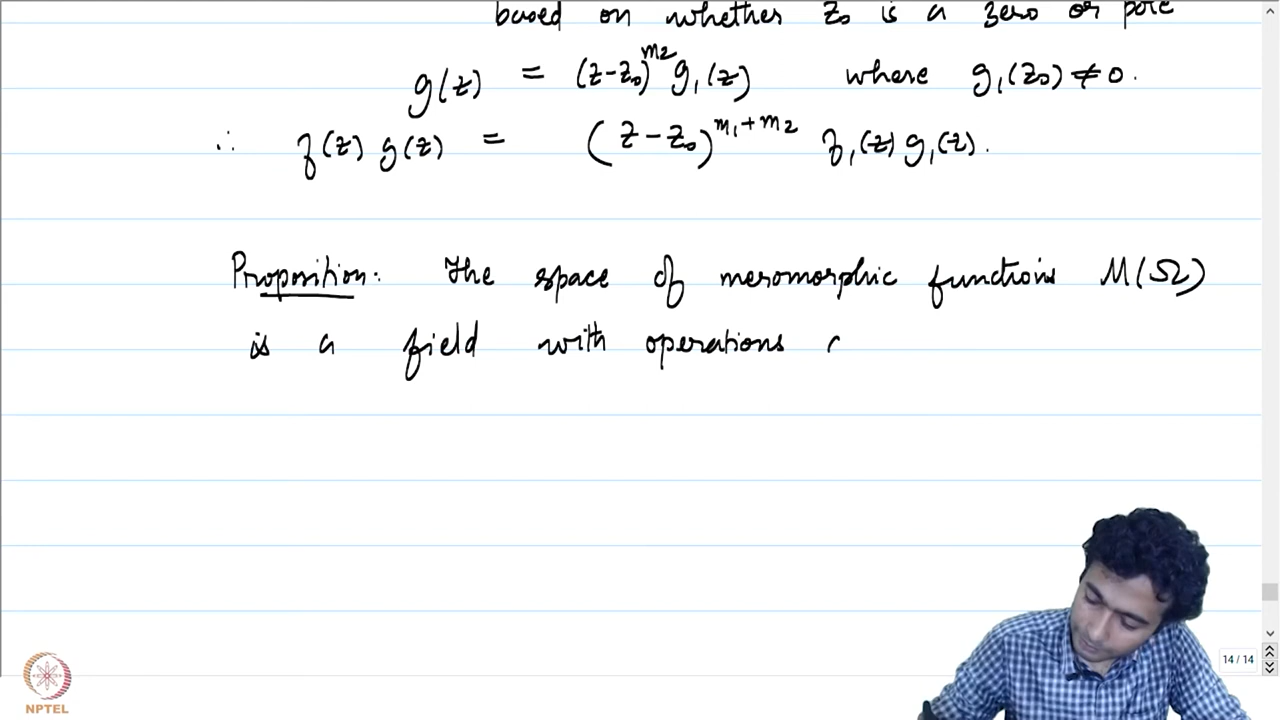 based on whether z₀ is a zero or pole
g(z) = (z-z₀)^{m₂} g₁(z) where g₁(z₀) ≠ 0.
∴ f(z) g(z) = (z-z₀)^{m₁+m₂} f₁(z) g₁(z).
Proposition: The space of meromorphic functions M(Ω)
is a field with operations
14 / 14
NPTEL